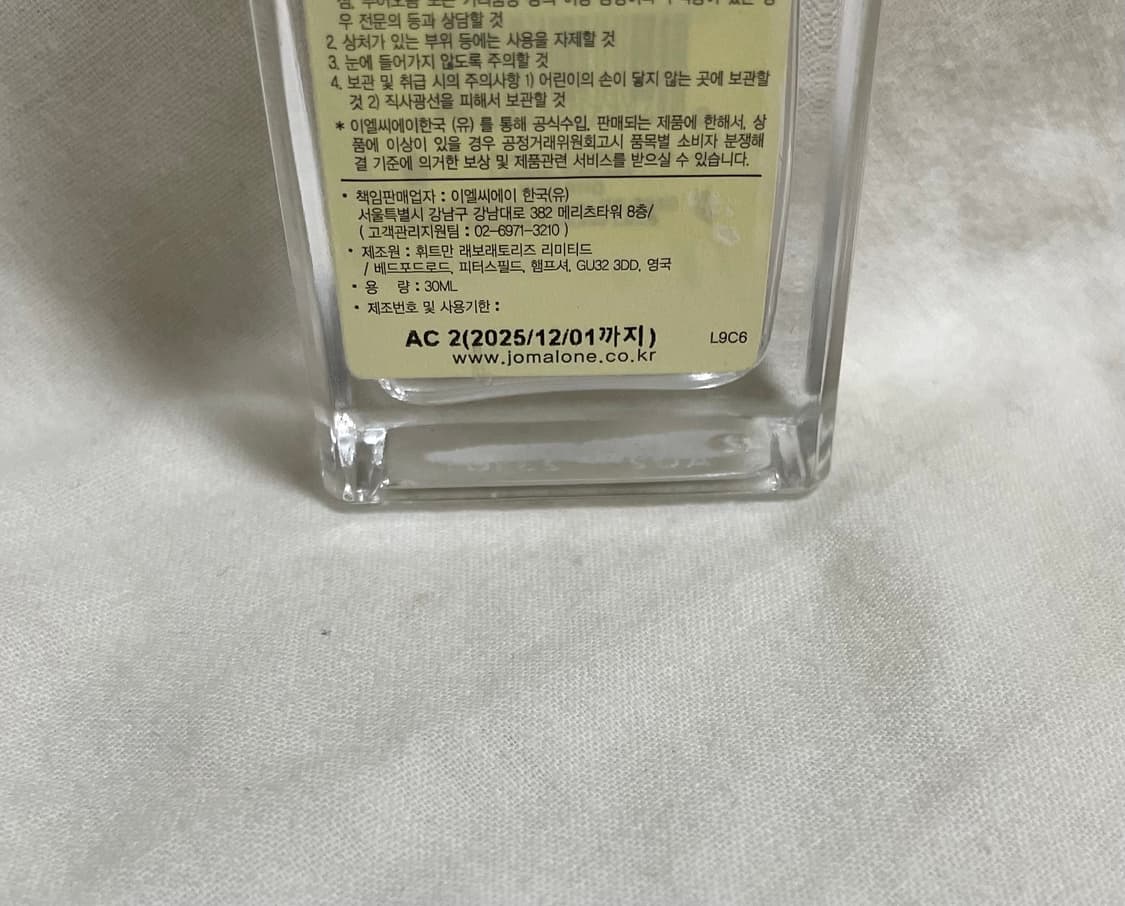 우 전문의 등과 상담할 것
2. 상처가 있는 부위 등에는 사용을 자제할 것
3. 눈에 들어가지 않도록 주의할 것
4. 보관 및 취급 시의 주의사항 1) 어린이의 손이 닿지 않는 곳에 보관할
것 2) 직사광선을 피해서 보관할 것
* 이엘씨에이한국 (유) 를 통해 공식수입, 판매되는 제품에 한해서, 상
품에 이상이 있을 경우 공정거래위원회고시 품목별 소비자 분쟁해
결 기준에 의거한 보상 및 제품관련 서비스를 받으실 수 있습니다.
• 책임판매업자 : 이엘씨에이 한국(유)
서울특별시 강남구 강남대로 382 메리츠타워 8층/
( 고객관리지원팀 : 02-6971-3210 )
• 제조원 : 휘트만 래보래토리즈 리미티드
/ 베드포드로드, 피터스필드, 햄프셔, GU32 3DD, 영국
• 용 량 : 30ML
• 제조번호 및 사용기한 :
AC 2(2025/12/01까지) L9C6
www.jomalone.co.kr